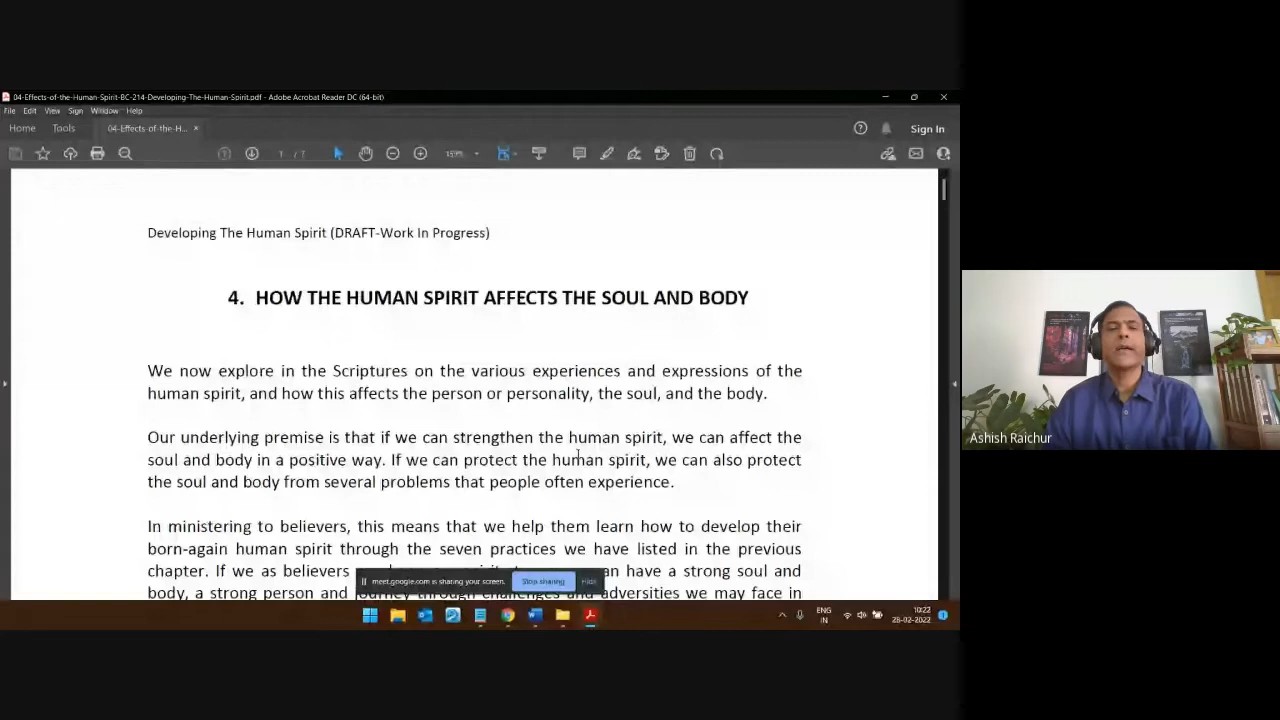 04-Effects-of-the-Human-Spirit-BC-214-Developing-The-Human-Spirit.pdf - Adobe Acrobat Reader DC (64-bit)
File Edit View Sign Window Help
Home Tools 04-Effects-of-the-H... × Sign In
Developing The Human Spirit (DRAFT-Work In Progress)
4. HOW THE HUMAN SPIRIT AFFECTS THE SOUL AND BODY
We now explore in the Scriptures on the various experiences and expressions of the
human spirit, and how this affects the person or personality, the soul, and the body.
Our underlying premise is that if we can strengthen the human spirit, we can affect the
soul and body in a positive way. If we can protect the human spirit, we can also protect
the soul and body from several problems that people often experience.
In ministering to believers, this means that we help them learn how to develop their
born-again human spirit through the seven practices we have listed in the previous
chapter. If we as believers an have a strong soul and
body, a strong person and journey through challenges and adversities we may face in
meet.google.com is sharing your screen. Stop sharing Hide
ENG
IN
10:22
28-02-2022
Ashish Raichur